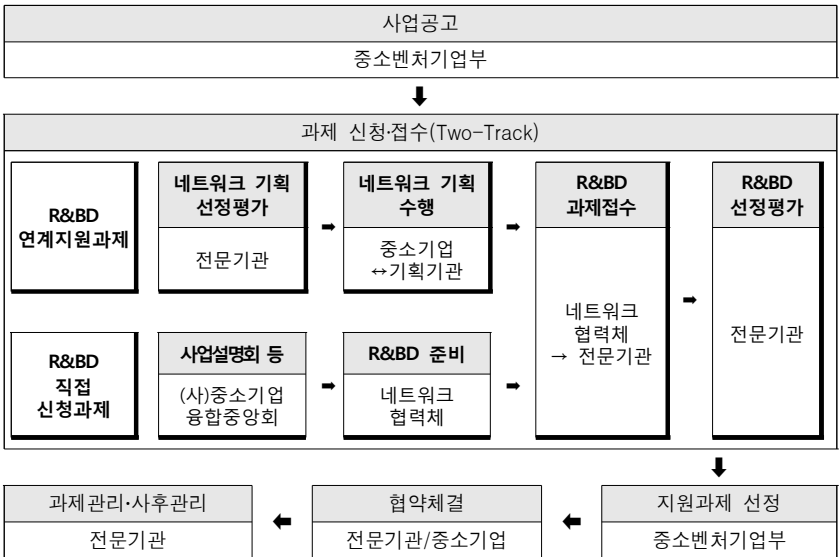 사업공고
중소벤처기업부
⬇
과제 신청·접수(Two-Track)
R&BD
연계지원과제
네트워크 기획
선정평가
전문기관
➡
네트워크 기획
수행
중소기업
↔기획기관
➡
R&BD
과제접수
네트워크
협력체
→ 전문기관
➡
R&BD
선정평가
전문기관
R&BD
직접
신청과제
사업설명회 등
(사)중소기업
융합중앙회
➡
R&BD 준비
네트워크
협력체
➡
⬇
과제관리·사후관리
전문기관
⬅
협약체결
전문기관/중소기업
⬅
지원과제 선정
중소벤처기업부